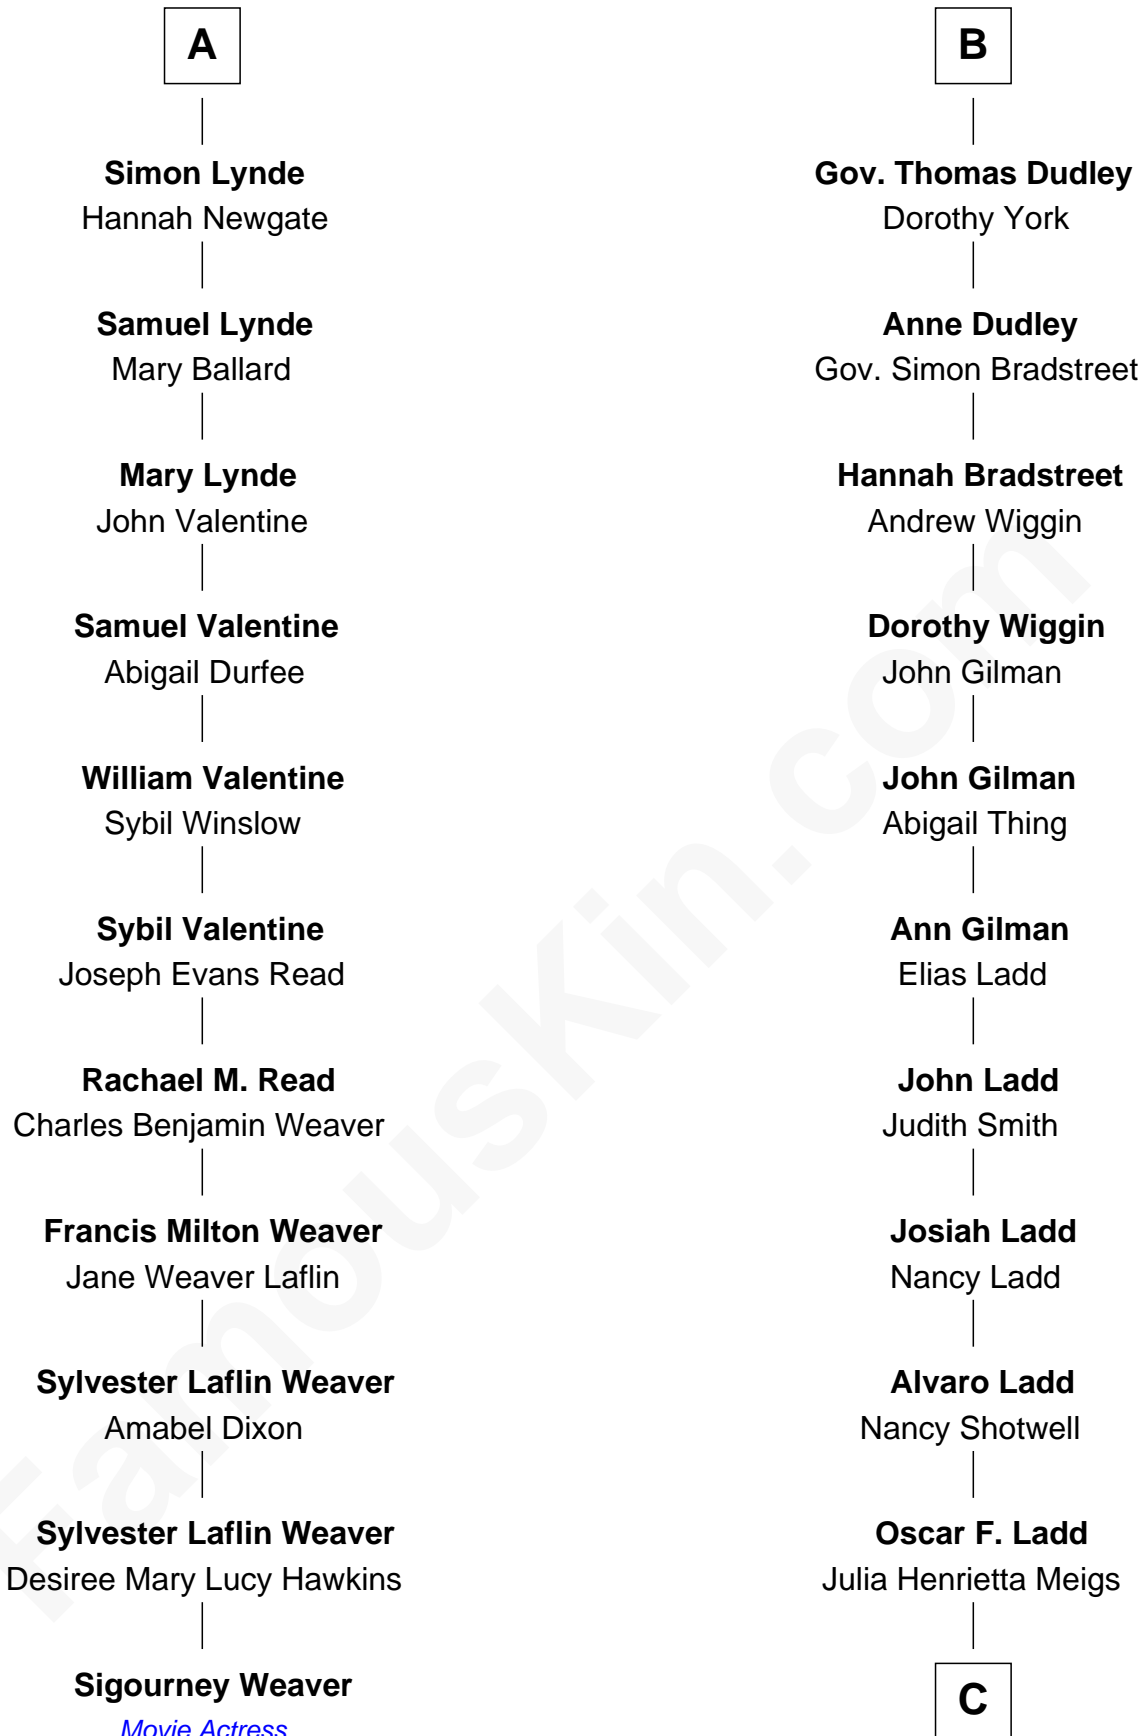 A
Simon Lynde
Hannah Newgate
Samuel Lynde
Mary Ballard
Mary Lynde
John Valentine
Samuel Valentine
Abigail Durfee
William Valentine
Sybil Winslow
Sybil Valentine
Joseph Evans Read
Rachael M. Read
Charles Benjamin Weaver
Francis Milton Weaver
Jane Weaver Laflin
Sylvester Laflin Weaver
Amabel Dixon
Sylvester Laflin Weaver
Desiree Mary Lucy Hawkins
Sigourney Weaver
Movie Actress
B
Gov. Thomas Dudley
Dorothy York
Anne Dudley
Gov. Simon Bradstreet
Hannah Bradstreet
Andrew Wiggin
Dorothy Wiggin
John Gilman
John Gilman
Abigail Thing
Ann Gilman
Elias Ladd
John Ladd
Judith Smith
Josiah Ladd
Nancy Ladd
Alvaro Ladd
Nancy Shotwell
Oscar F. Ladd
Julia Henrietta Meigs
C
FamousKin.com